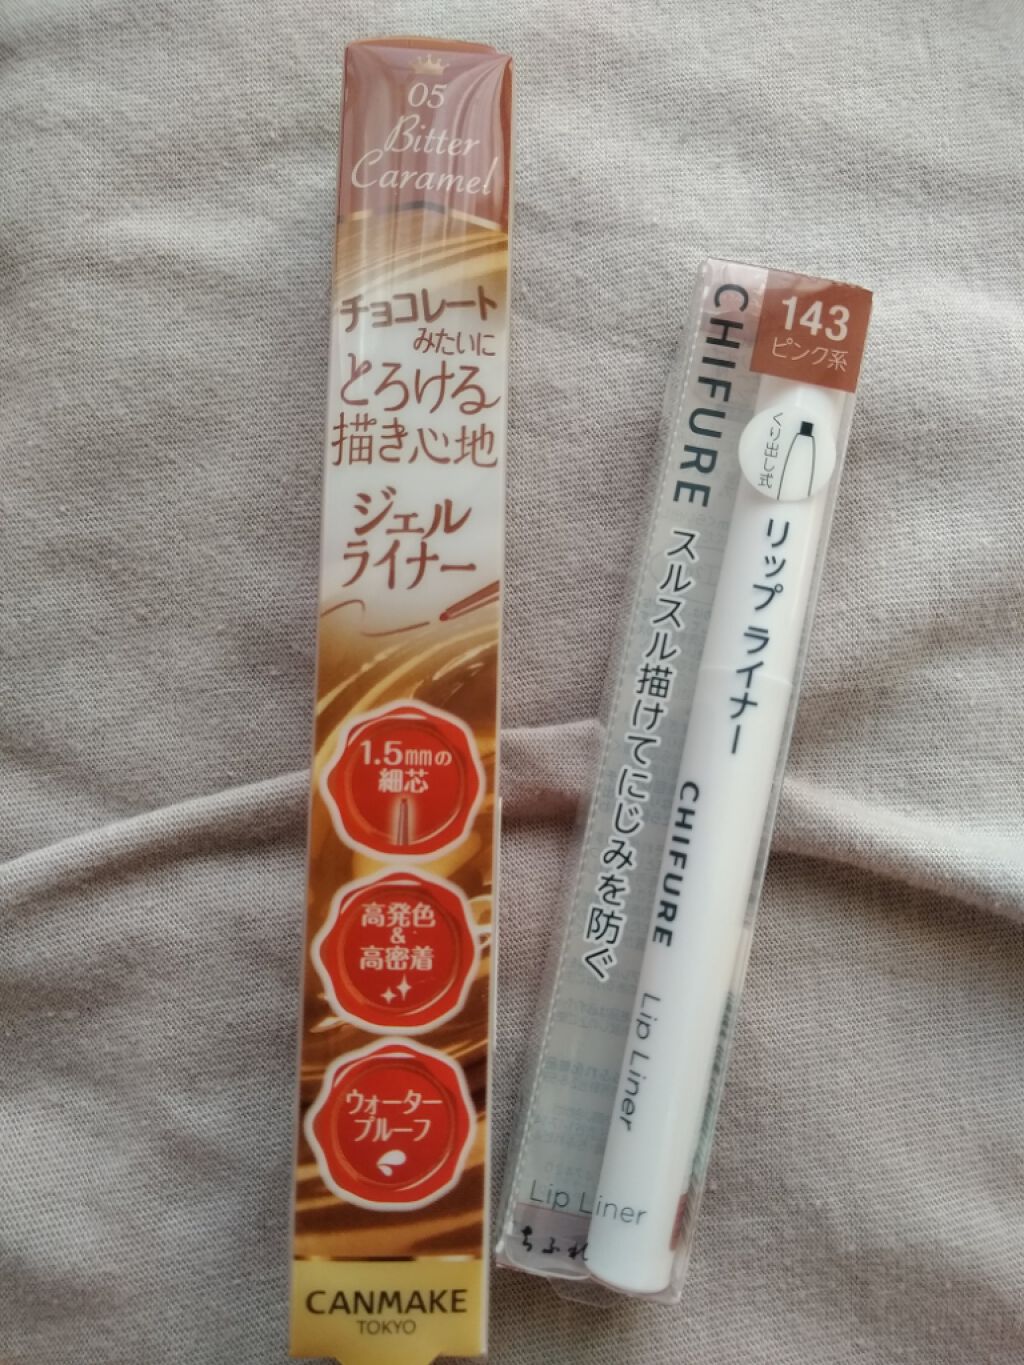 05
Bitter
Caramel
チョコレート
みたいに
とろける
描き心地
ジェル
ライナー
1.5mmの
細芯
高発色
&
高密着
ウォーター
プルーフ
CANMAKE
TOKYO
143
ピンク系
CHIFURE
くり出し式
リップ ライナー
スルスル描けてにじみを防ぐ
CHIFURE
Lip Liner
Lip Liner
ちふれ